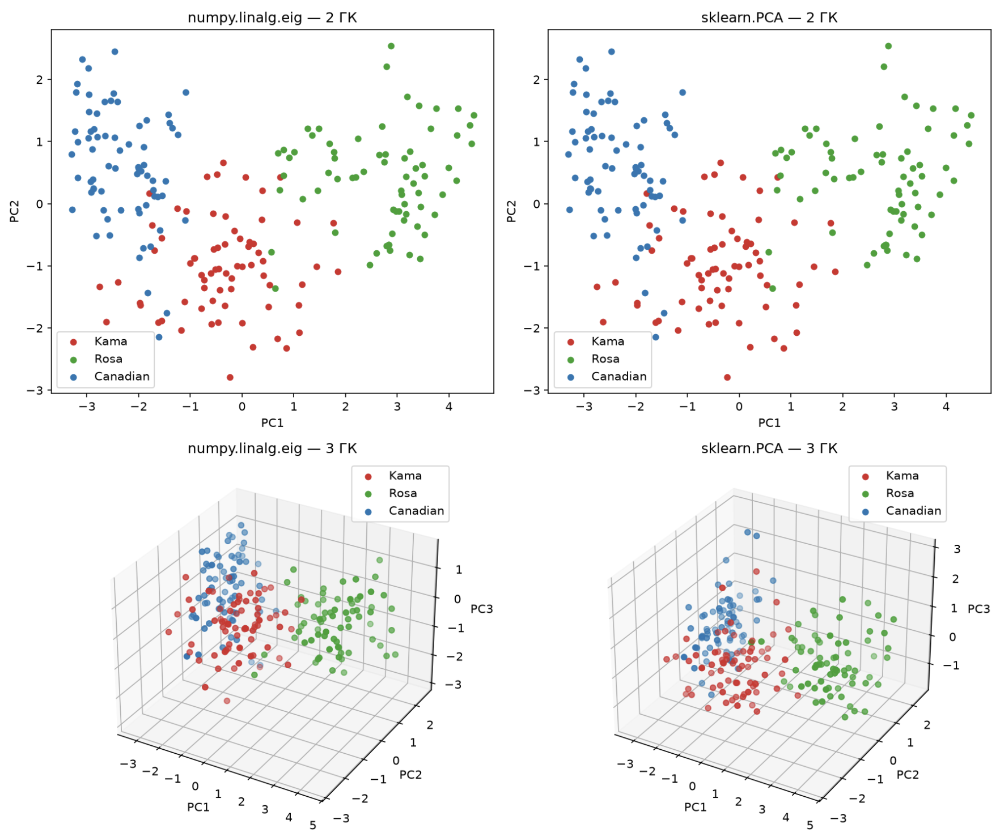 numpy.linalg.eig — 2 ГК
PC2
2
1
0
−1
−2
−3
Kama
Rosa
Canadian
−3 −2 −1 0 1 2 3 4
PC1
sklearn.PCA — 2 ГК
PC2
2
1
0
−1
−2
−3
Kama
Rosa
Canadian
−3 −2 −1 0 1 2 3 4
PC1
numpy.linalg.eig — 3 ГК
Kama
Rosa
Canadian
1
0
−1
−2
−3
PC3
2
1
0
−1
−2
−3
PC2
−3 −2 −1 0 1 2 3 4 5
PC1
sklearn.PCA — 3 ГК
Kama
Rosa
Canadian
3
2
1
0
−1
PC3
2
1
0
−1
−2
−3
PC2
−3 −2 −1 0 1 2 3 4 5
PC1